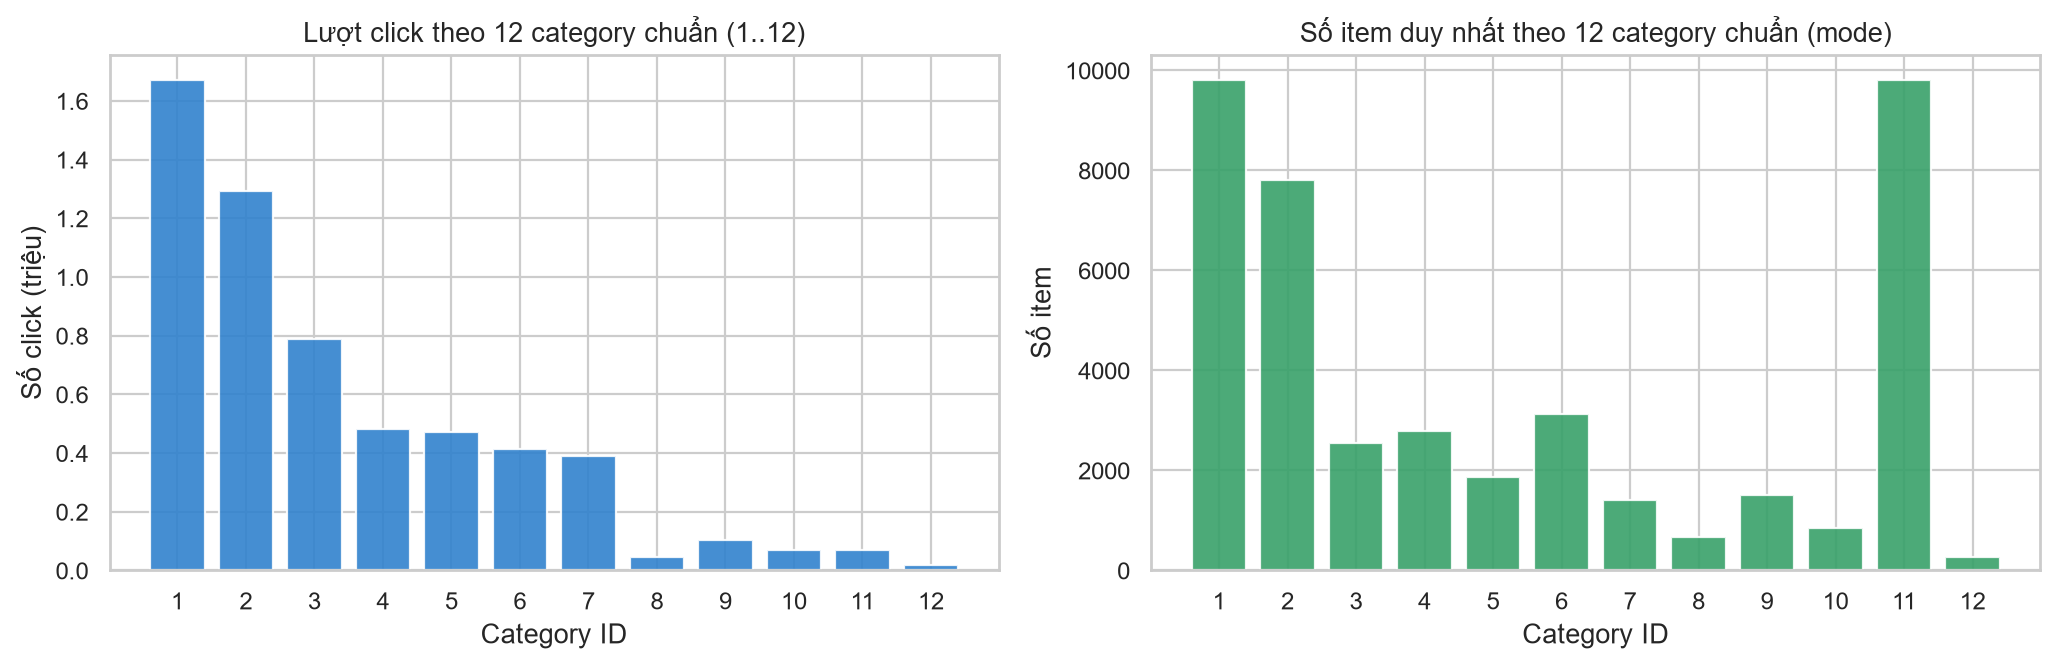 Lượt click theo 12 category chuẩn (1..12)
Số click (triệu)
1.6
1.4
1.2
1.0
0.8
0.6
0.4
0.2
0.0
1 2 3 4 5 6 7 8 9 10 11 12
Category ID
Số item duy nhất theo 12 category chuẩn (mode)
Số item
10000
8000
6000
4000
2000
0
1 2 3 4 5 6 7 8 9 10 11 12
Category ID